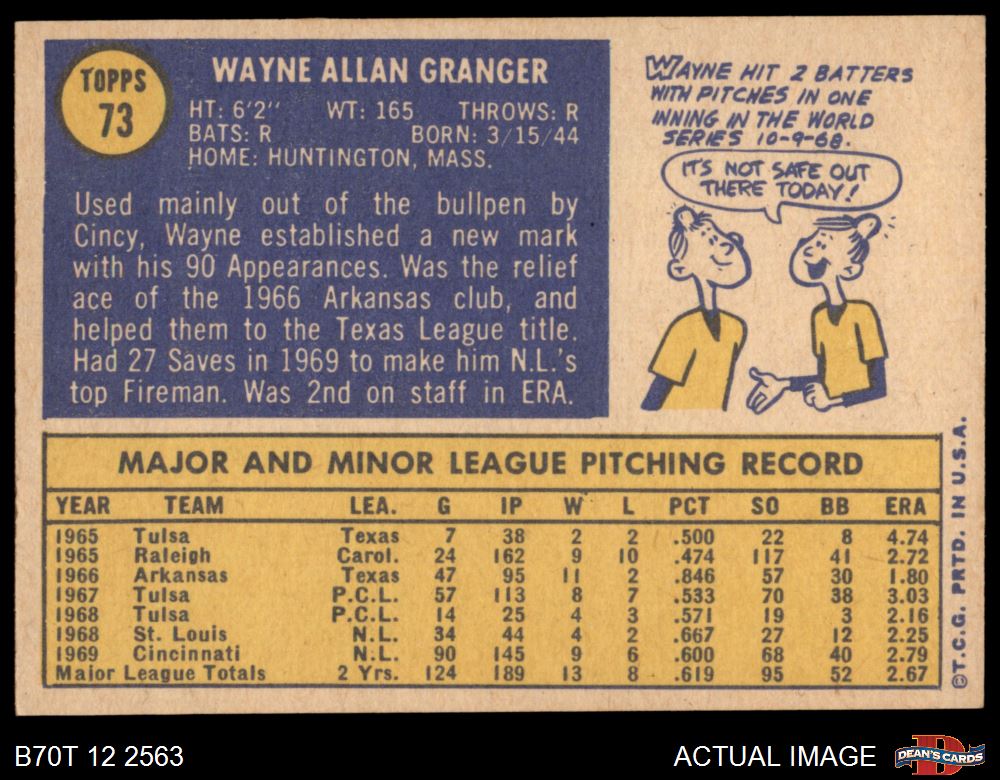 TOPPS
73
WAYNE ALLAN GRANGER
HT: 6'2" WT: 165 THROWS: R
BATS: R BORN: 3/15/44
HOME: HUNTINGTON, MASS.
Used mainly out of the bullpen by
Cincy, Wayne established a new mark
with his 90 Appearances. Was the relief
ace of the 1966 Arkansas club, and
helped them to the Texas League title.
Had 27 Saves in 1969 to make him N.L.'s
top Fireman. Was 2nd on staff in ERA.
WAYNE HIT 2 BATTERS
WITH PITCHES IN ONE
INNING IN THE WORLD
SERIES 10-9-68.
IT'S NOT SAFE OUT
THERE TODAY!
MAJOR AND MINOR LEAGUE PITCHING RECORD
YEAR TEAM LEA. G IP W L PCT SO BB ERA
1965 Tulsa Texas 7 38 2 2 .500 22 8 4.74
1965 Raleigh Carol. 24 162 9 10 .474 117 41 2.72
1966 Arkansas Texas 47 95 11 2 .846 57 30 1.80
1967 Tulsa P.C.L. 57 113 8 7 .533 70 38 3.03
1968 Tulsa P.C.L. 14 25 4 3 .571 19 3 2.16
1968 St. Louis N.L. 34 44 4 2 .667 27 12 2.25
1969 Cincinnati N.L. 90 145 9 6 .600 68 40 2.79
Major League Totals 2 Yrs. 124 189 13 8 .619 95 52 2.67
©T.C.G. PRTD. IN U.S.A.
B70T 12 2563
ACTUAL IMAGE
D
DEAN'S CARDS